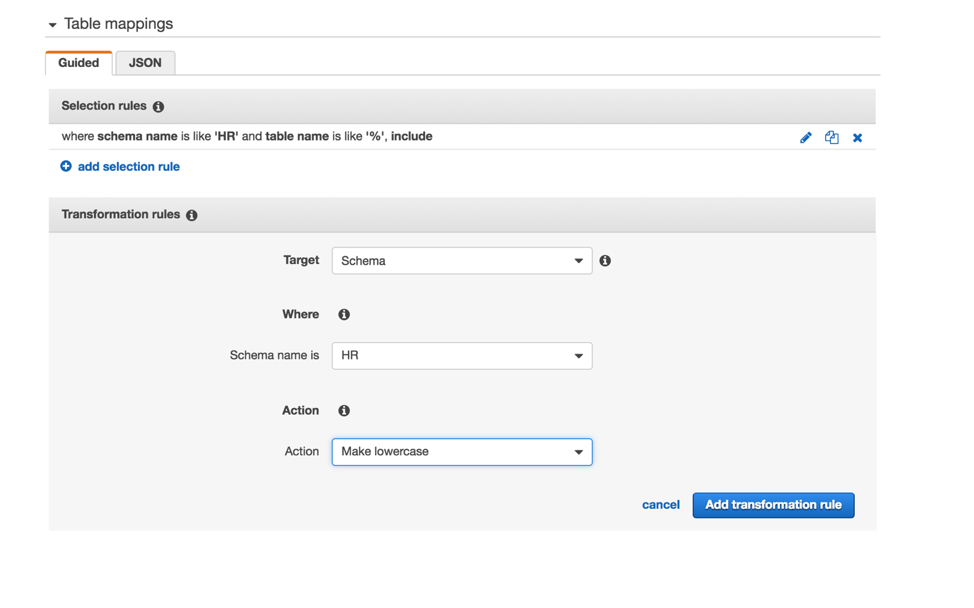 Table mappings
Guided JSON
Selection rules
where schema name is like 'HR' and table name is like '%', include
add selection rule
Transformation rules
Target Schema
Where
Schema name is HR
Action
Action Make lowercase
cancel Add transformation rule